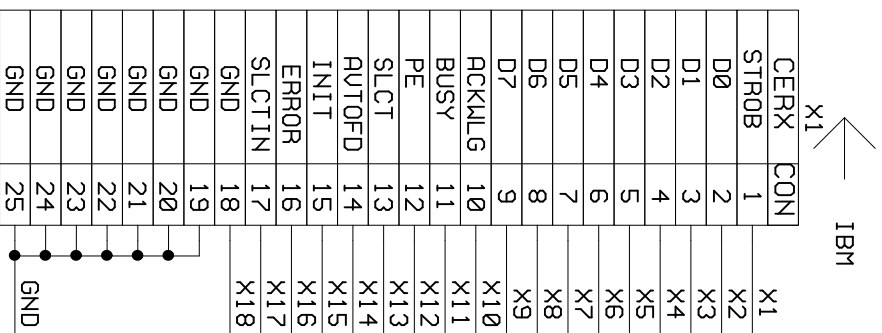 IBM
X1
CERX CON
STROB 1 X1
D0 2 X2
D1 3 X3
D2 4 X4
D3 5 X5
D4 6 X6
D5 7 X7
D6 8 X8
D7 9 X9
ACKWLG 10 X10
BUSY 11 X11
PE 12 X12
SLCT 13 X13
AVTOFD 14 X14
INIT 15 X15
ERROR 16 X16
SLCTIN 17 X17
GND 18 X18
GND 19
GND 20
GND 21
GND 22
GND 23
GND 24
GND 25 GND